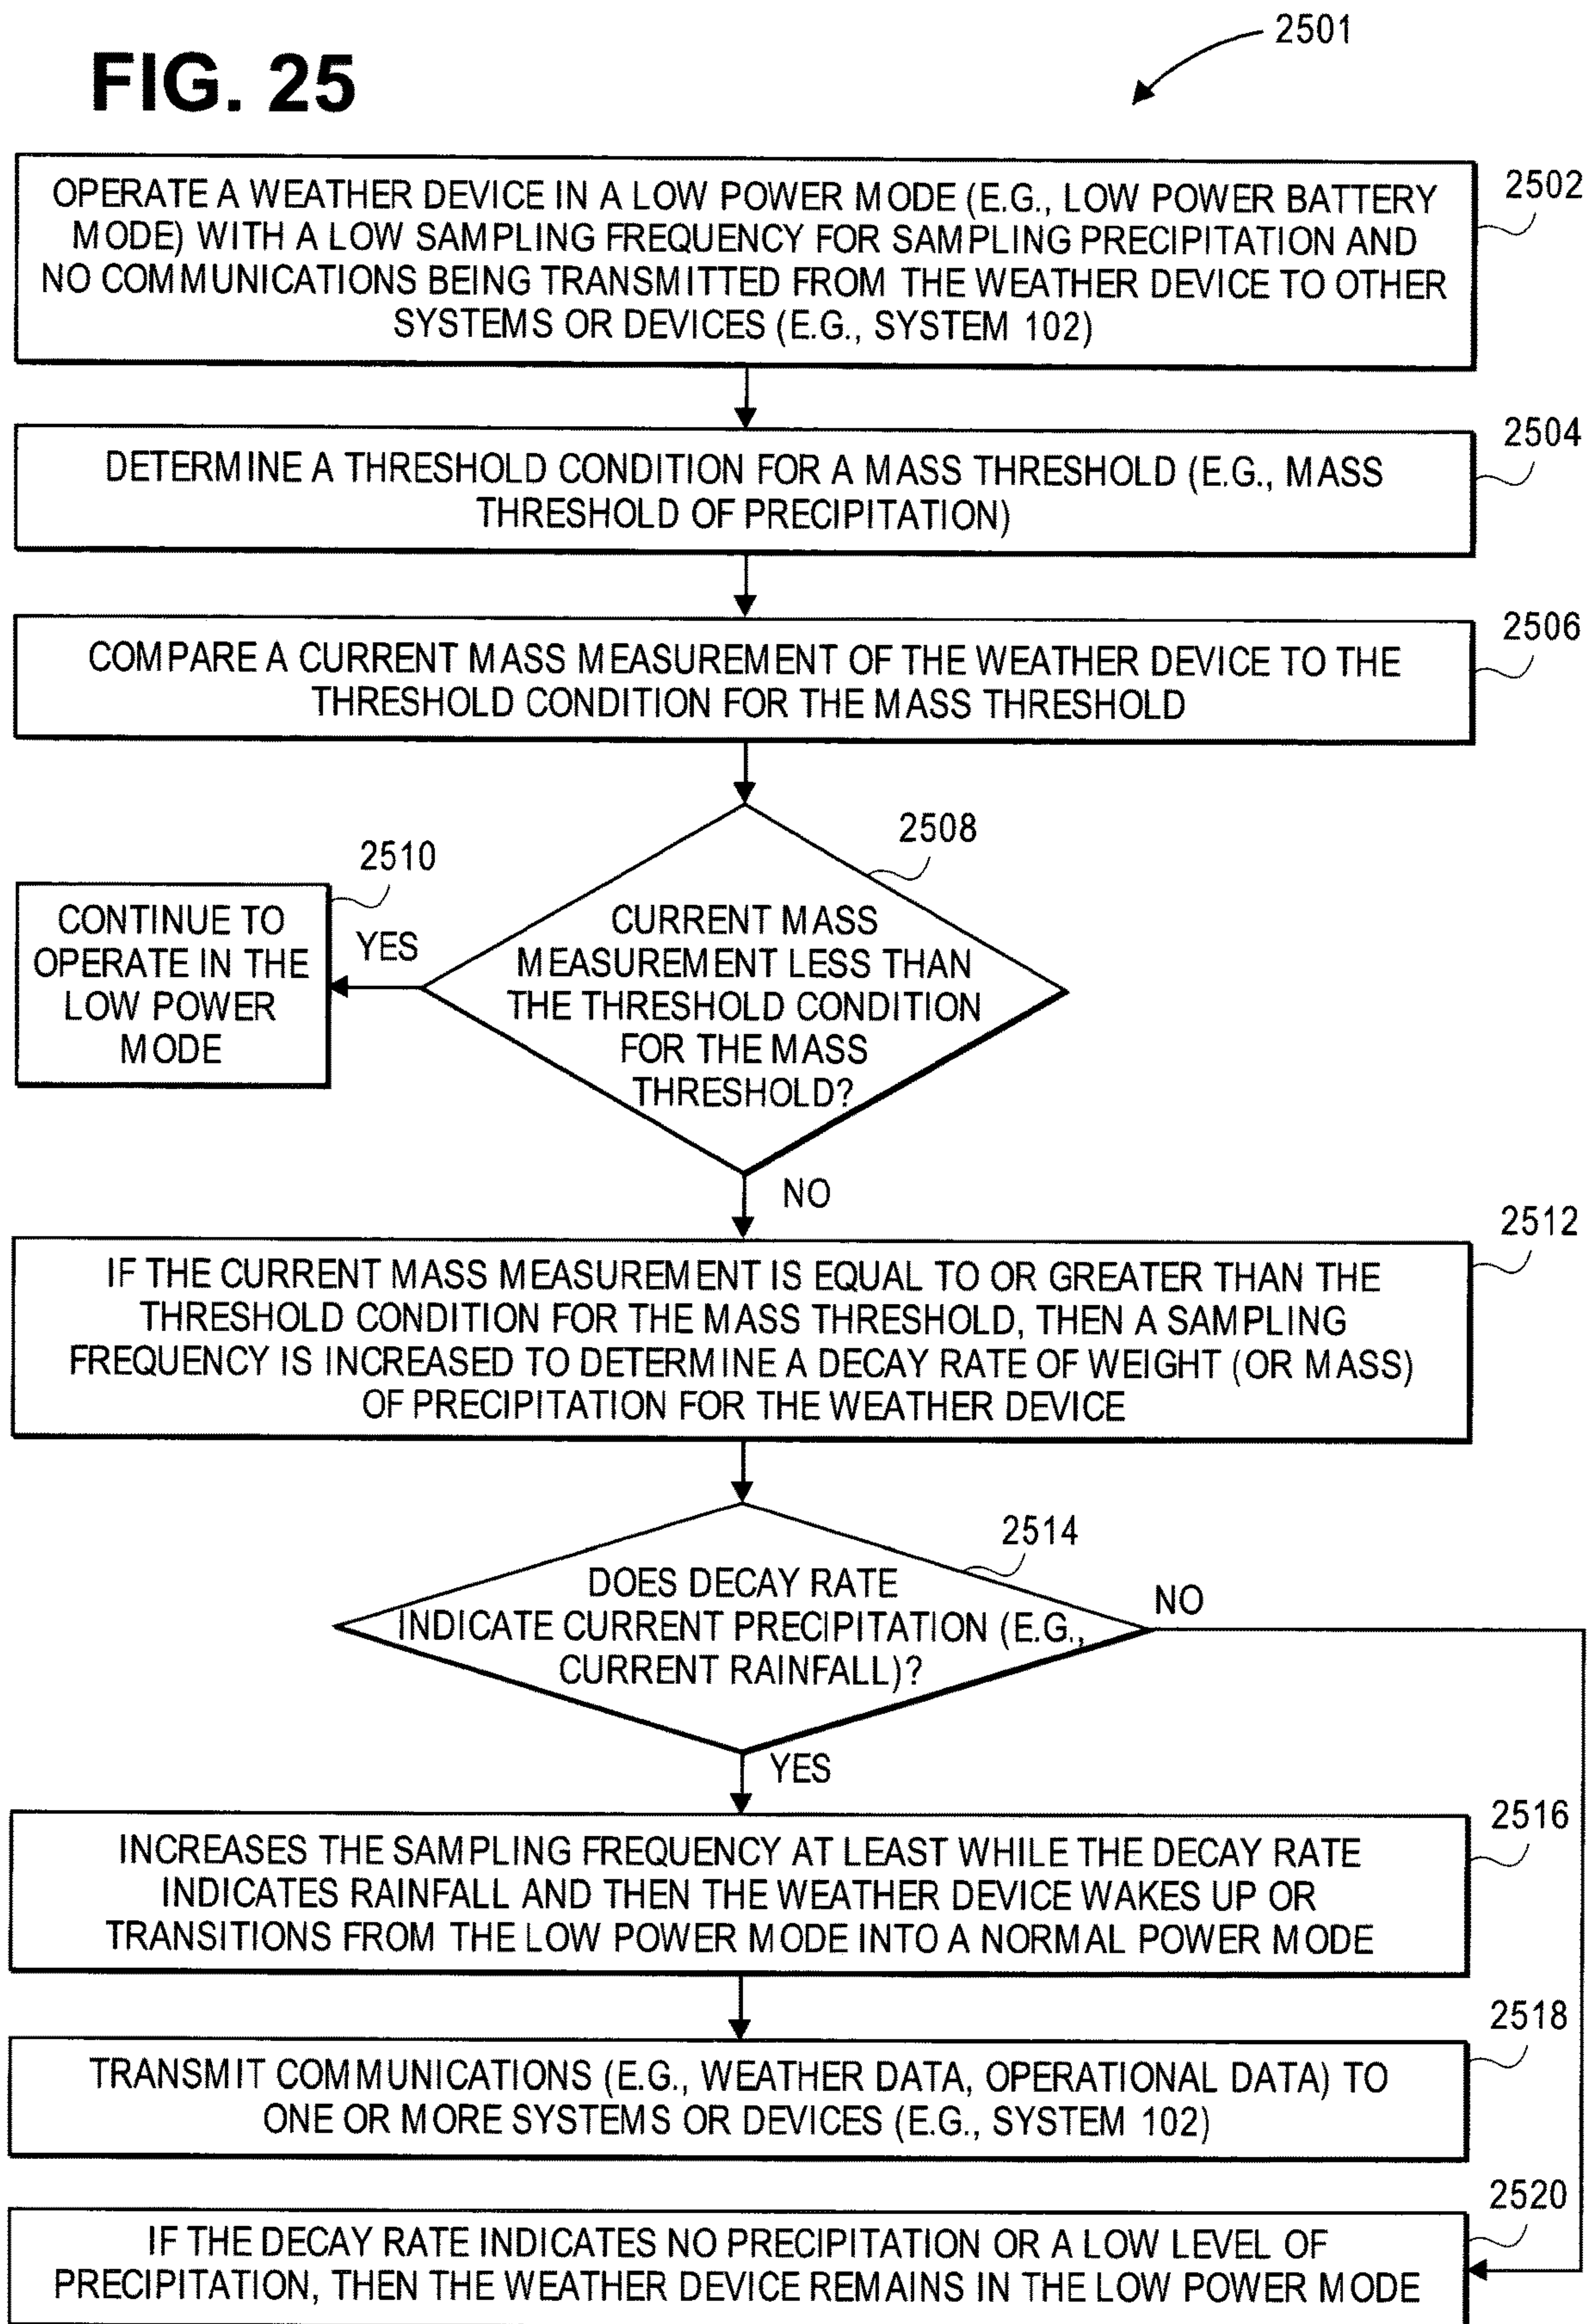 FIG. 25
2501
OPERATE A WEATHER DEVICE IN A LOW POWER MODE (E.G., LOW POWER BATTERY
MODE) WITH A LOW SAMPLING FREQUENCY FOR SAMPLING PRECIPITATION AND
NO COMMUNICATIONS BEING TRANSMITTED FROM THE WEATHER DEVICE TO OTHER
SYSTEMS OR DEVICES (E.G., SYSTEM 102)
2502
DETERMINE A THRESHOLD CONDITION FOR A MASS THRESHOLD (E.G., MASS
THRESHOLD OF PRECIPITATION)
2504
COMPARE A CURRENT MASS MEASUREMENT OF THE WEATHER DEVICE TO THE
THRESHOLD CONDITION FOR THE MASS THRESHOLD
2506
2508
CURRENT MASS
MEASUREMENT LESS THAN
THE THRESHOLD CONDITION
FOR THE MASS
THRESHOLD?
YES
2510
CONTINUE TO
OPERATE IN THE
LOW POWER
MODE
NO
2512
IF THE CURRENT MASS MEASUREMENT IS EQUAL TO OR GREATER THAN THE
THRESHOLD CONDITION FOR THE MASS THRESHOLD, THEN A SAMPLING
FREQUENCY IS INCREASED TO DETERMINE A DECAY RATE OF WEIGHT (OR MASS)
OF PRECIPITATION FOR THE WEATHER DEVICE
2514
DOES DECAY RATE
INDICATE CURRENT PRECIPITATION (E.G.,
CURRENT RAINFALL)?
NO
YES
2516
INCREASES THE SAMPLING FREQUENCY AT LEAST WHILE THE DECAY RATE
INDICATES RAINFALL AND THEN THE WEATHER DEVICE WAKES UP OR
TRANSITIONS FROM THE LOW POWER MODE INTO A NORMAL POWER MODE
2518
TRANSMIT COMMUNICATIONS (E.G., WEATHER DATA, OPERATIONAL DATA) TO
ONE OR MORE SYSTEMS OR DEVICES (E.G., SYSTEM 102)
2520
IF THE DECAY RATE INDICATES NO PRECIPITATION OR A LOW LEVEL OF
PRECIPITATION, THEN THE WEATHER DEVICE REMAINS IN THE LOW POWER MODE